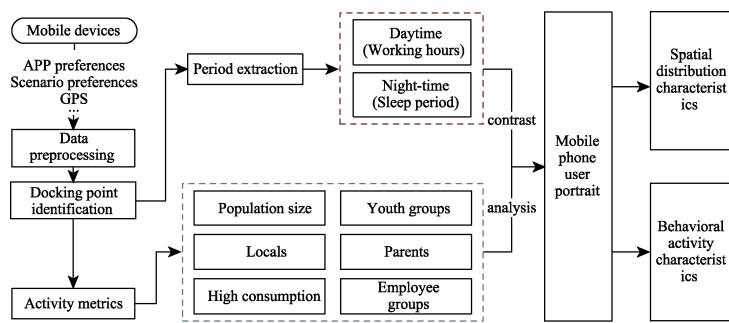 Mobile devices
APP preferences
Scenario preferences
GPS
...
Data
preprocessing
Docking point
identification
Activity metrics
Period extraction
Daytime
(Working hours)
Night-time
(Sleep period)
Population size
Youth groups
Locals
Parents
High consumption
Employee
groups
contrast
analysis
Mobile
phone
user
portrait
Spatial
distribution
characterist
ics
Behavioral
activity
characterist
ics